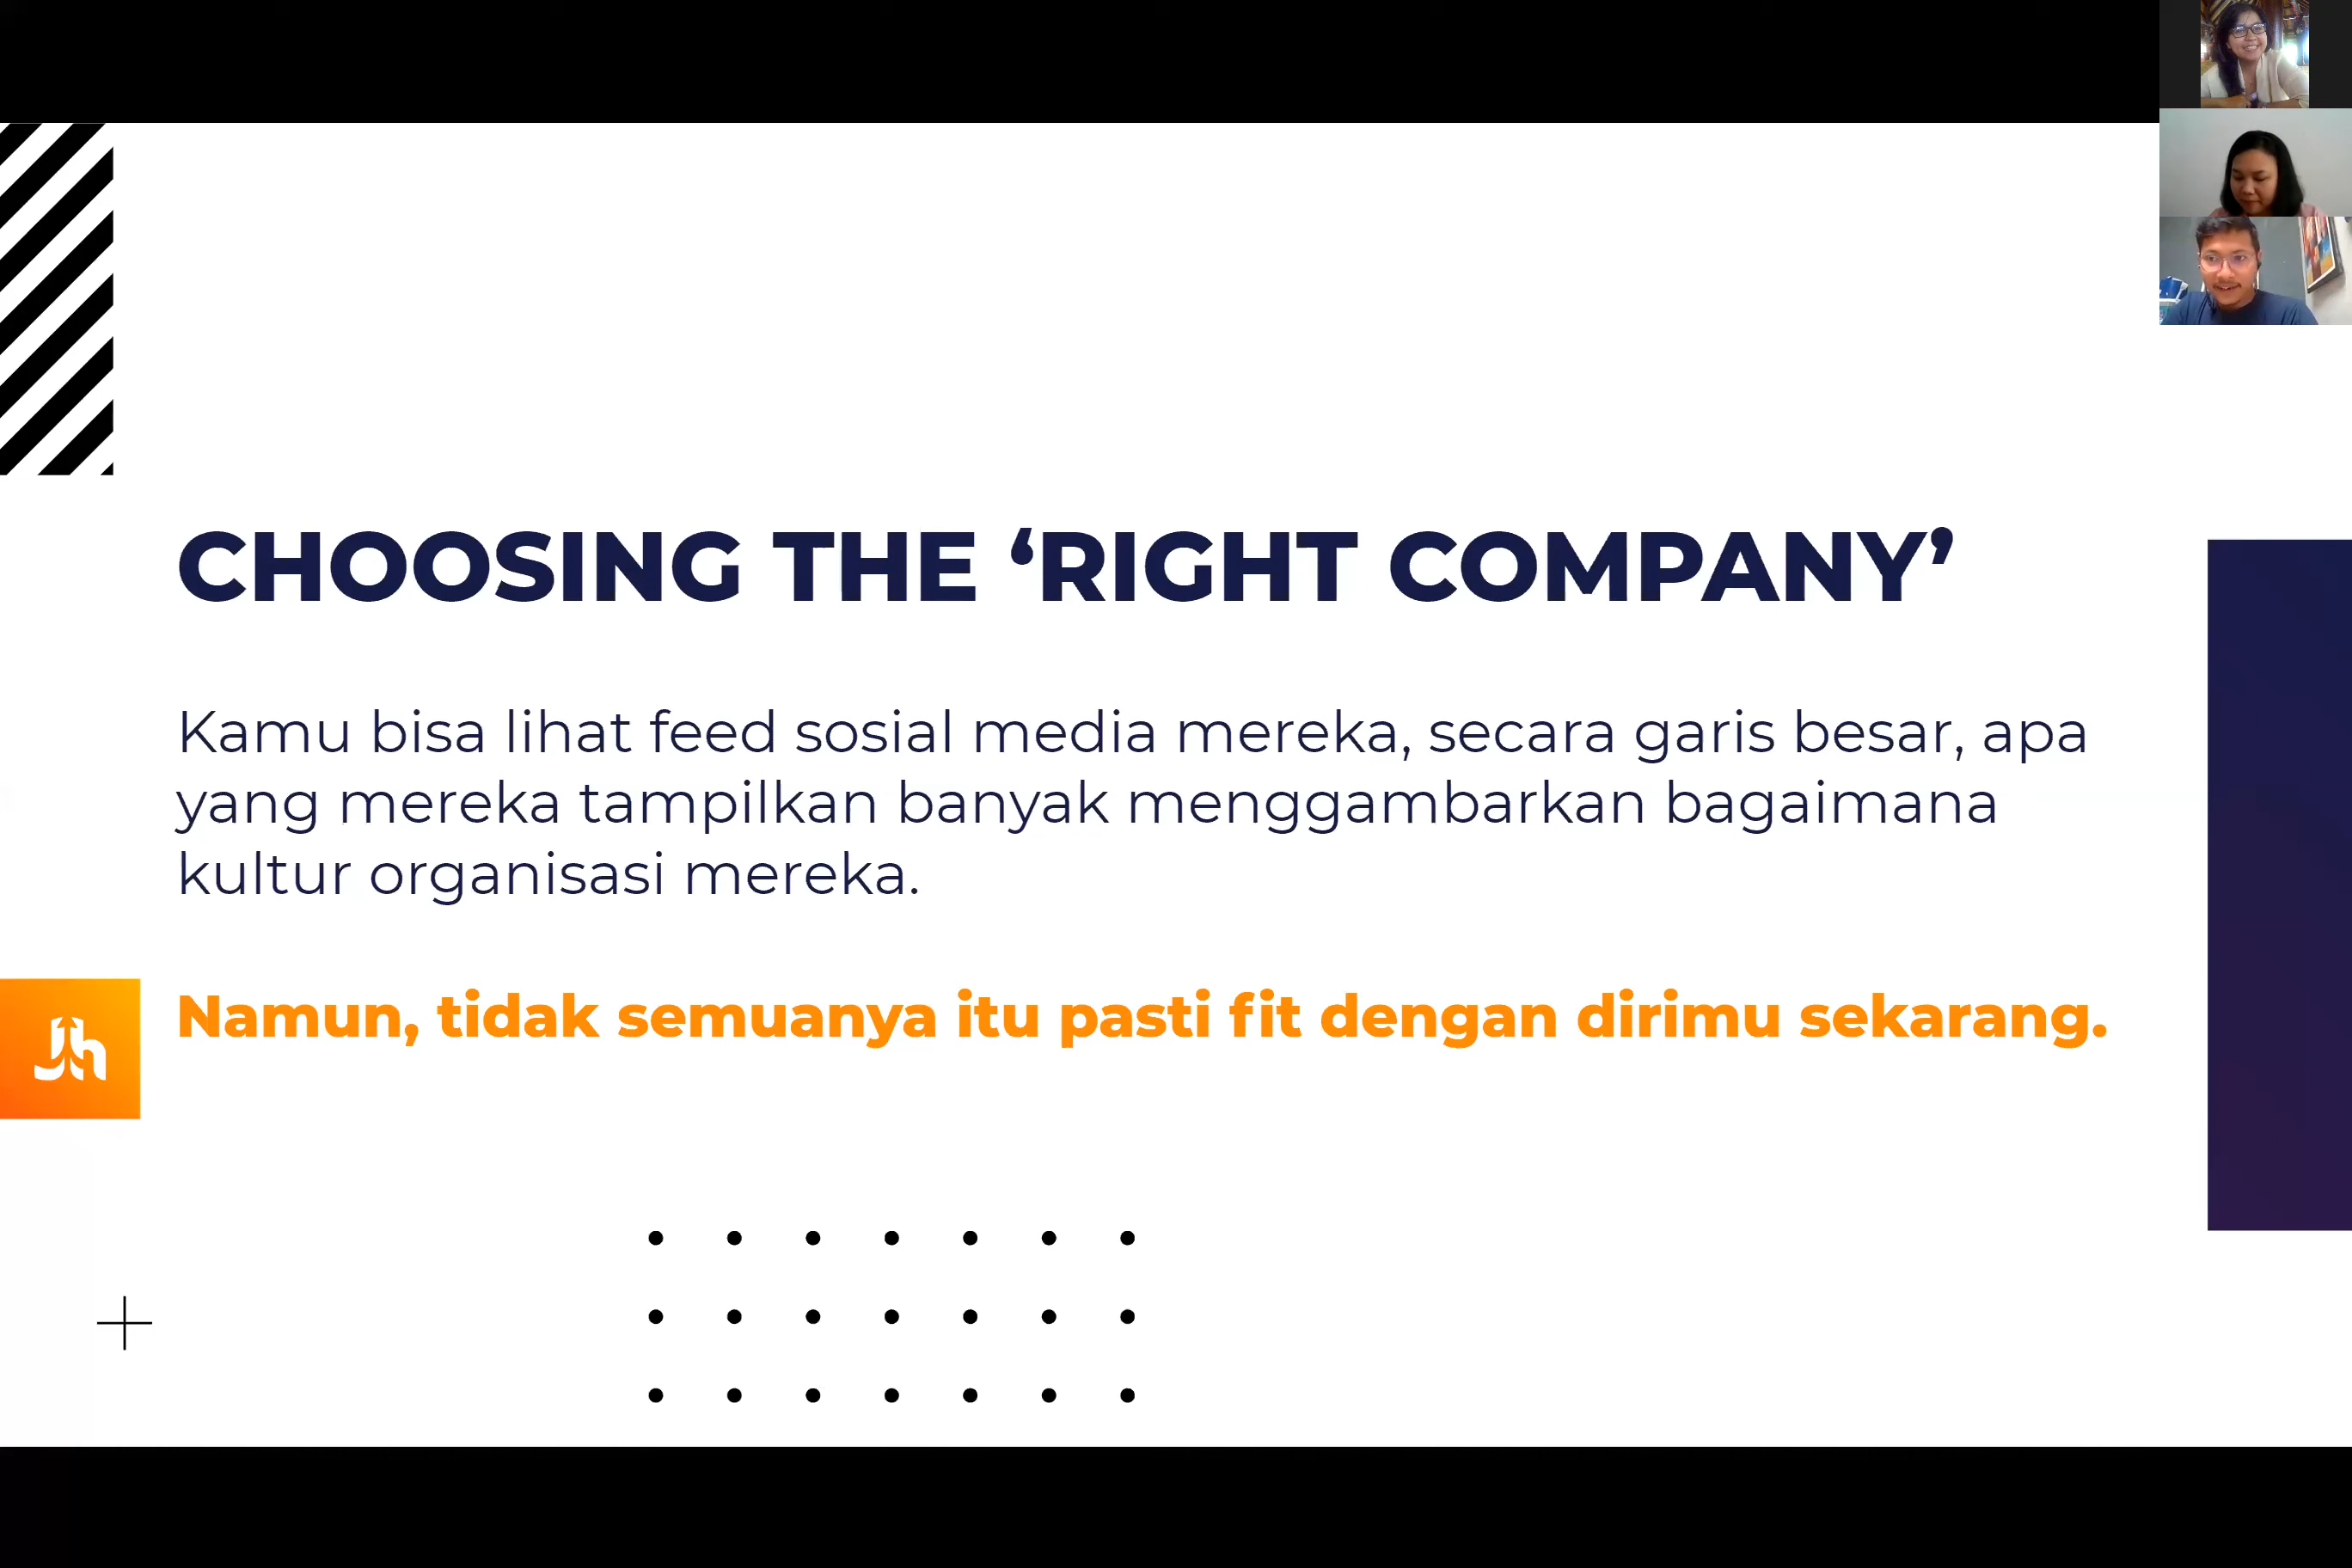 CHOOSING THE ‘RIGHT COMPANY’
Kamu bisa lihat feed sosial media mereka, secara garis besar, apa
yang mereka tampilkan banyak menggambarkan bagaimana
kultur organisasi mereka.
Namun, tidak semuanya itu pasti fit dengan dirimu sekarang.